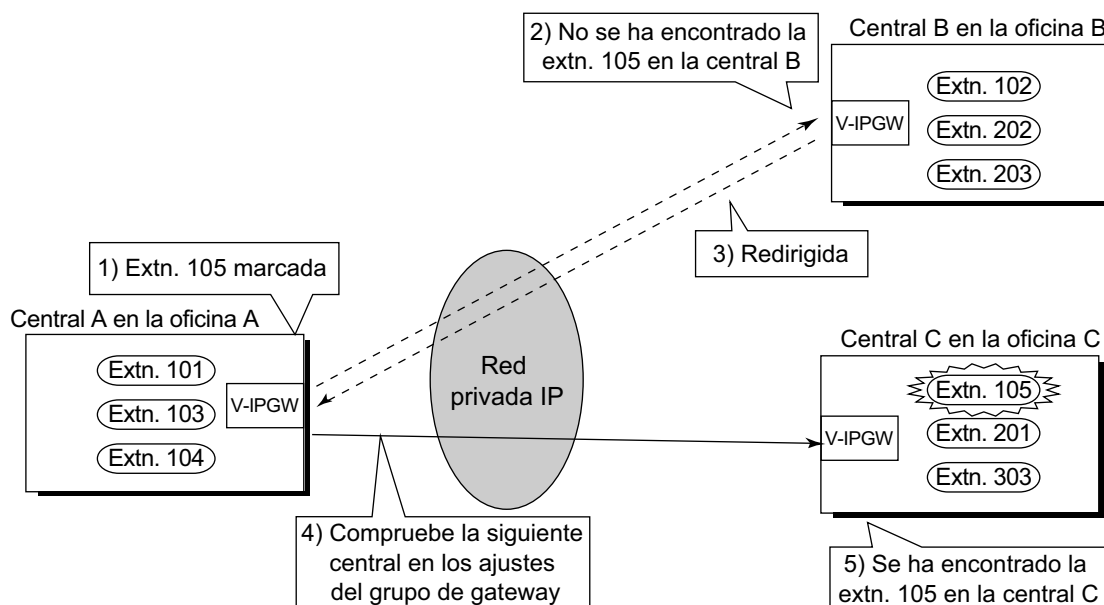 2) No se ha encontrado la
extn. 105 en la central B
Central B en la oficina B
V-IPGW
Extn. 102
Extn. 202
Extn. 203
3) Redirigida
1) Extn. 105 marcada
Central A en la oficina A
Extn. 101
Extn. 103
Extn. 104
V-IPGW
Red
privada IP
Central C en la oficina C
V-IPGW
Extn. 105
Extn. 201
Extn. 303
4) Compruebe la siguiente
central en los ajustes
del grupo de gateway
5) Se ha encontrado la
extn. 105 en la central C